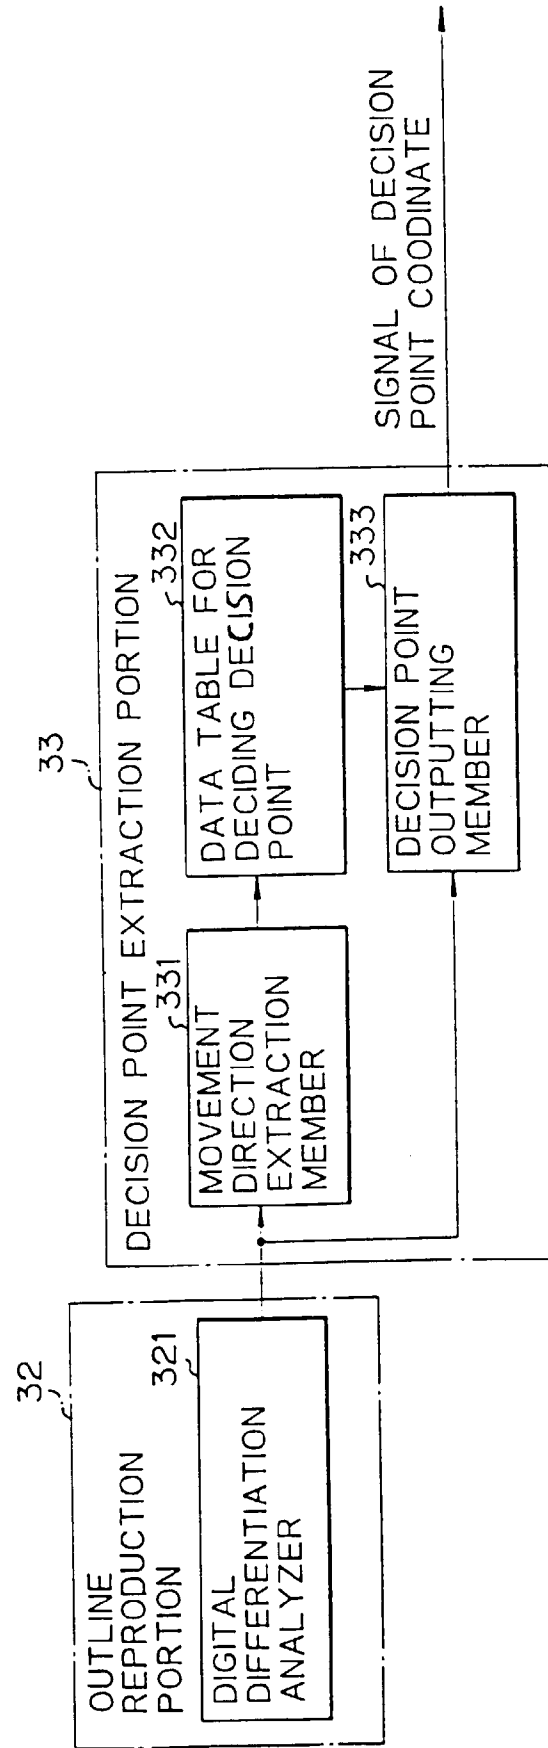 32
OUTLINE
REPRODUCTION
PORTION
321
DIGITAL
DIFFERENTIATION
ANALYZER
33
DECISION POINT EXTRACTION PORTION
331
MOVEMENT
DIRECTION
EXTRACTION
MEMBER
332
DATA TABLE FOR
DECIDING DECISION
POINT
333
DECISION POINT
OUTPUTTING
MEMBER
SIGNAL OF DECISION
POINT COODINATE